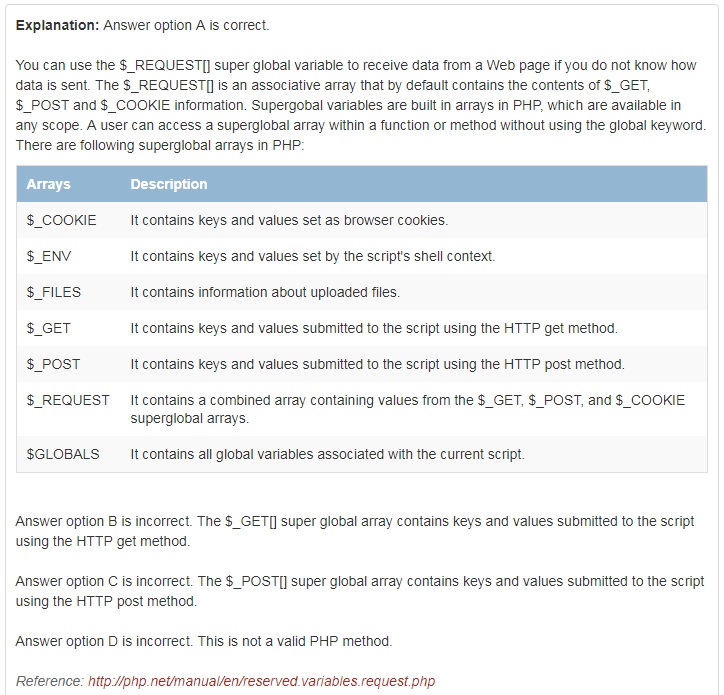 Explanation: Answer option A is correct.
You can use the $_REQUEST[] super global variable to receive data from a Web page if you do not know how
data is sent. The $_REQUEST[] is an associative array that by default contains the contents of $_GET,
$_POST and $_COOKIE information. Supergobal variables are built in arrays in PHP, which are available in
any scope. A user can access a superglobal array within a function or method without using the global keyword.
There are following superglobal arrays in PHP:
Arrays Description
$_COOKIE It contains keys and values set as browser cookies.
$_ENV It contains keys and values set by the script's shell context.
$_FILES It contains information about uploaded files.
$_GET It contains keys and values submitted to the script using the HTTP get method.
$_POST It contains keys and values submitted to the script using the HTTP post method.
$_REQUEST It contains a combined array containing values from the $_GET, $_POST, and $_COOKIE
superglobal arrays.
$GLOBALS It contains all global variables associated with the current script.
Answer option B is incorrect. The $_GET[] super global array contains keys and values submitted to the script
using the HTTP get method.
Answer option C is incorrect. The $_POST[] super global array contains keys and values submitted to the script
using the HTTP post method.
Answer option D is incorrect. This is not a valid PHP method.
Reference: http://php.net/manual/en/reserved.variables.request.php